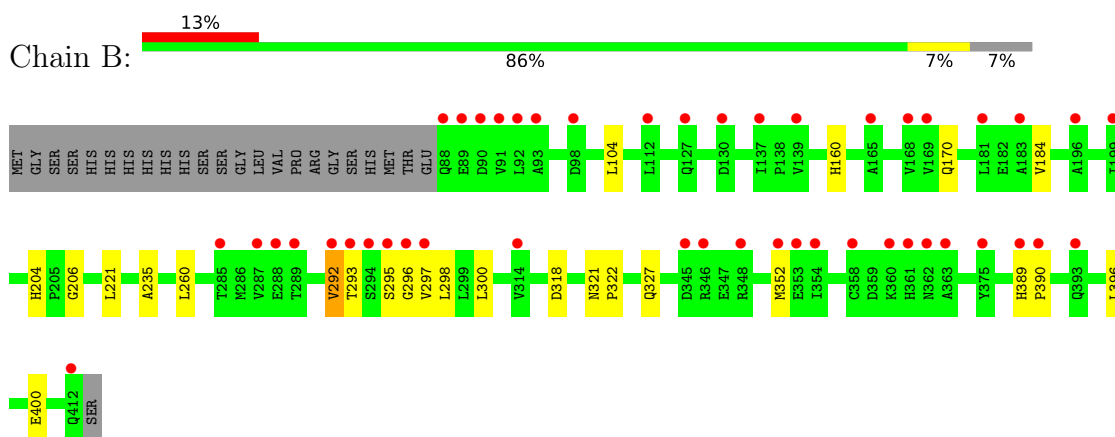 13%
Chain B:
86% 7% 7%
MET GLY SER SER HIS HIS HIS HIS HIS HIS SER SER GLY LEU VAL PRO ARG GLY SER HIS MET THR GLU Q88 E89 D90 V91 L92 A93 D98 L104 L112 Q127 D130 I137 P138 V139 H160 A165 V168 V169 Q170 L181 E182 A183 V184 A196 I199
H204 P205 G206 L221 A235 L260 T285 M286 V287 E288 T289 V292 T293 S294 S295 G296 V297 L298 L299 L300 V314 D318 N321 P322 Q327 D345 R346 E347 R348 M352 E353 I354 C358 D359 K360 H361 N362 A363 Y375 H389 P390 Q393 L396
E400 Q412 SER